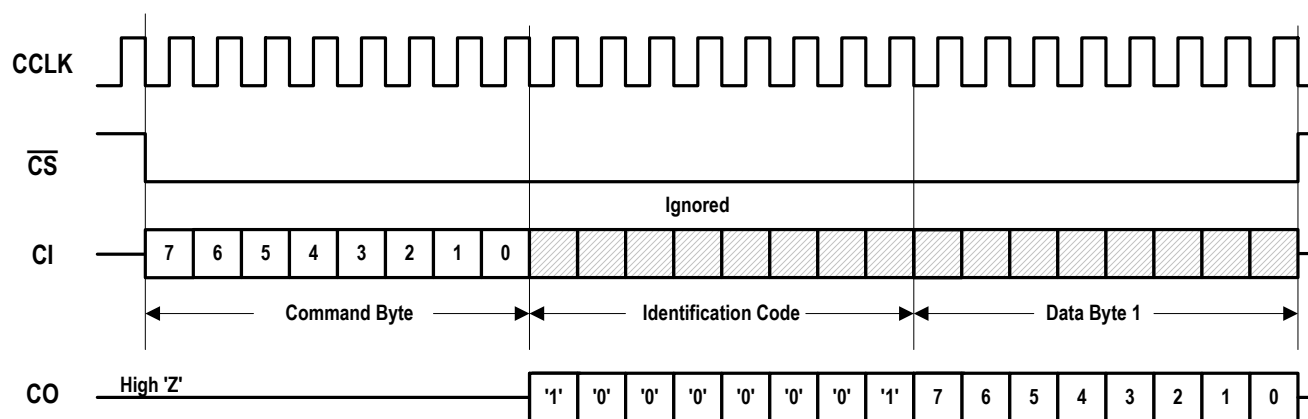 CCLK
CS
Ignored
CI 7 6 5 4 3 2 1 0
Command Byte Identification Code Data Byte 1
High 'Z'
CO '1' '0' '0' '0' '0' '0' '0' '1' 7 6 5 4 3 2 1 0